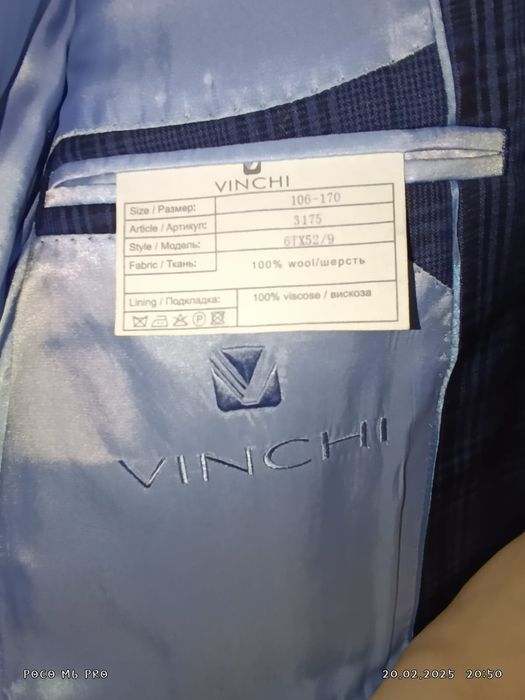 VINCHI
Size / Размер: 106-170
Article / Артикул: 3175
Style / Модель: 6TX52/9
Fabric / Ткань: 100% wool/шерсть
Lining / Подкладка: 100% viscose / вискоза
P
VINCHI
POCO M6 PRO 20.02.2025 20:50